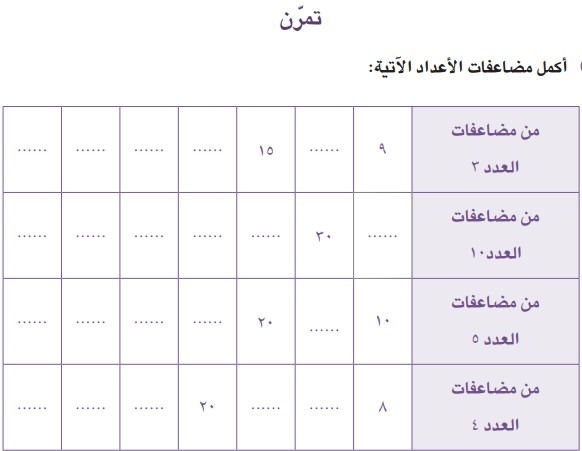 تمرّن
أكمل مضاعفات الأعداد الآتية:
من مضاعفات العدد ٣ ٩ ...... ١٥ ...... ...... ...... ......
من مضاعفات العدد١٠ ...... ٣٠ ...... ...... ...... ...... ......
من مضاعفات العدد ٥ ١٠ ...... ٢٠ ...... ...... ...... ......
من مضاعفات العدد ٤ ٨ ...... ...... ٢٠ ...... ...... ......